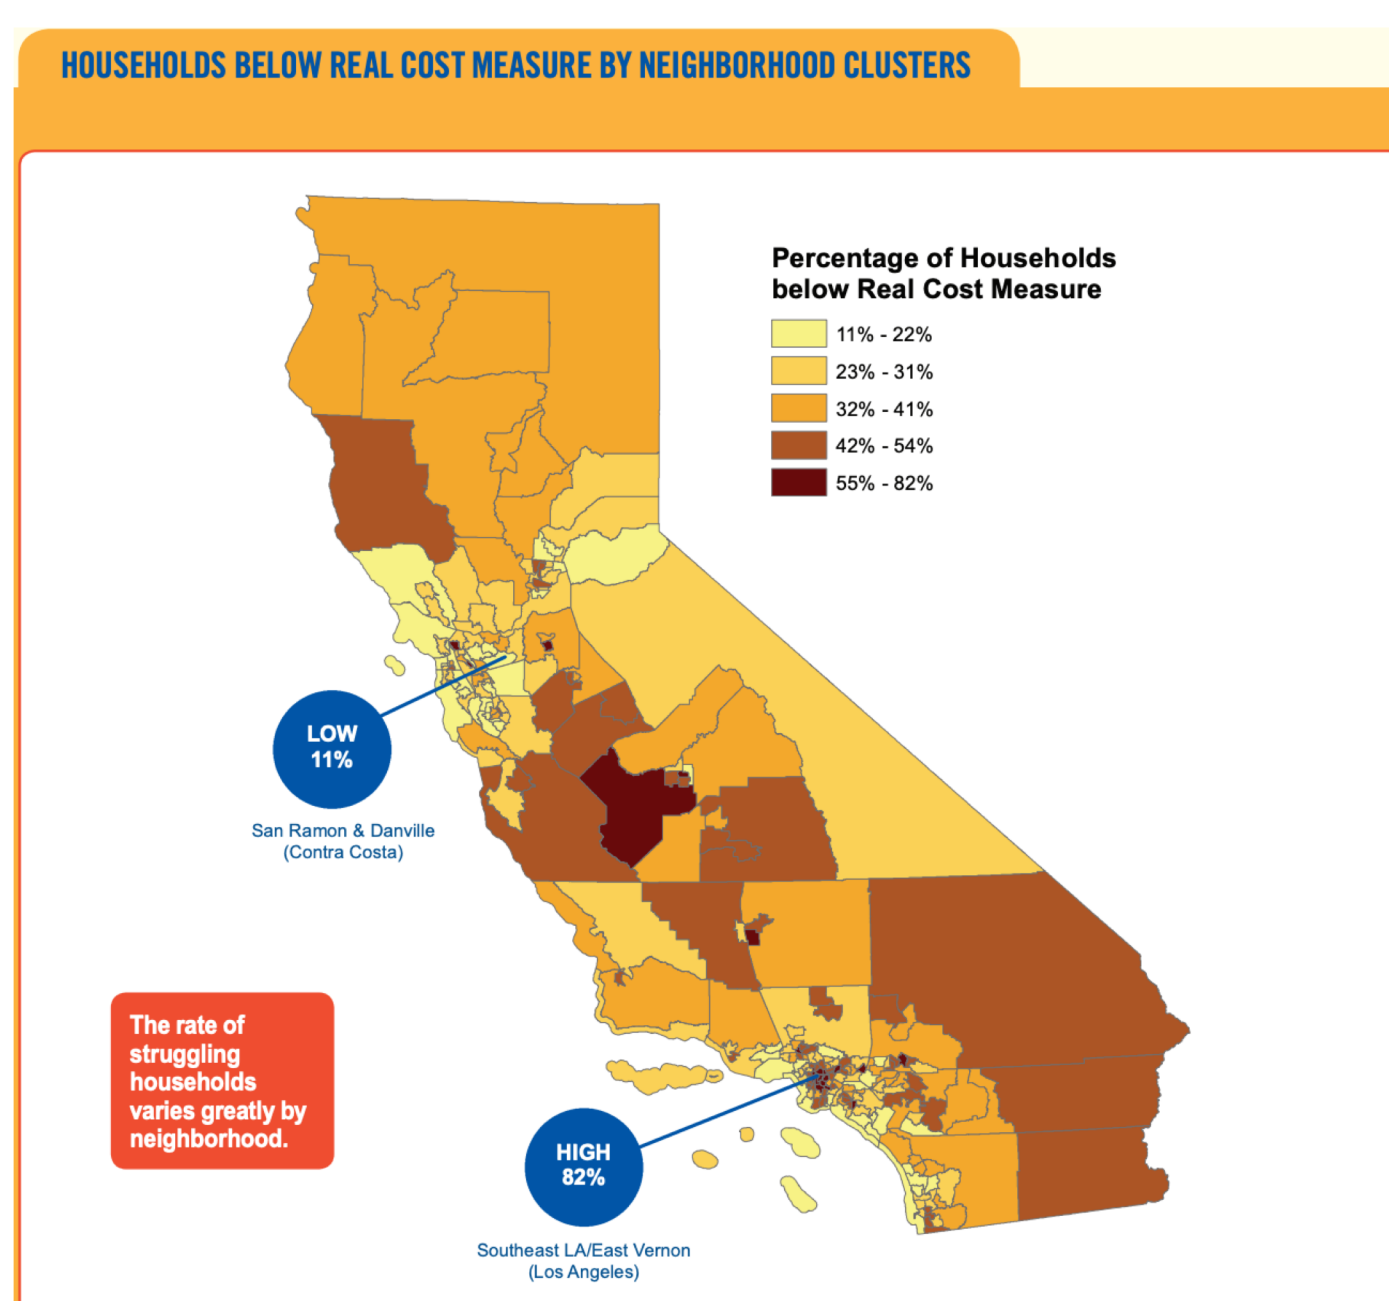 HOUSEHOLDS BELOW REAL COST MEASURE BY NEIGHBORHOOD CLUSTERS
Percentage of Households
below Real Cost Measure
11% - 22%
23% - 31%
32% - 41%
42% - 54%
55% - 82%
LOW
11%
San Ramon & Danville
(Contra Costa)
The rate of
struggling
households
varies greatly by
neighborhood.
HIGH
82%
Southeast LA/East Vernon
(Los Angeles)